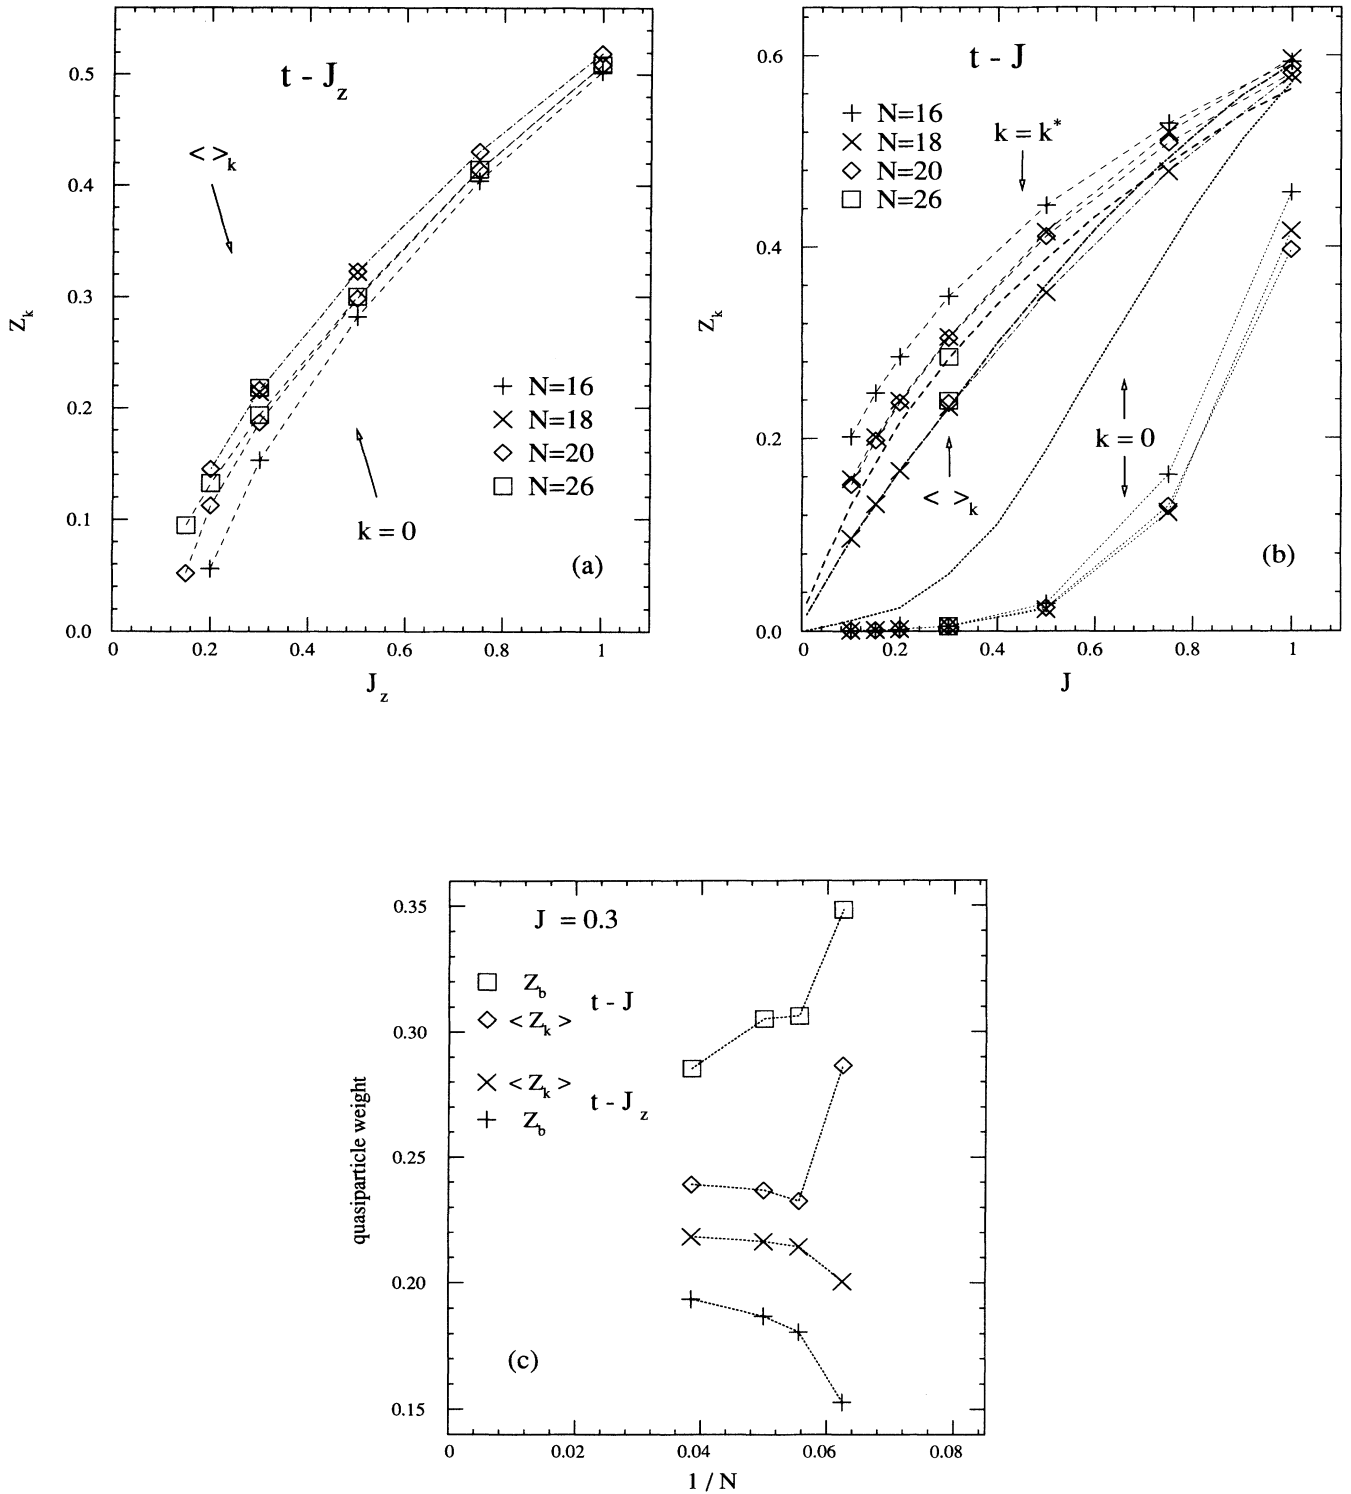 t - J_z
< >_k
Z_k
0.5
0.4
0.3
0.2
0.1
0.0
N=16
N=18
N=20
N=26
k = 0
(a)
0 0.2 0.4 0.6 0.8 1
J_z
t - J
N=16
N=18
N=20
N=26
k = k*
Z_k
0.6
0.4
0.2
0.0
k = 0
< >_k
(b)
0 0.2 0.4 0.6 0.8 1
J
J = 0.3
Z_b
t - J
< Z_k >
< Z_k >
t - J_z
Z_b
quasiparticle weight
0.35
0.30
0.25
0.20
0.15
(c)
0 0.02 0.04 0.06 0.08
1 / N